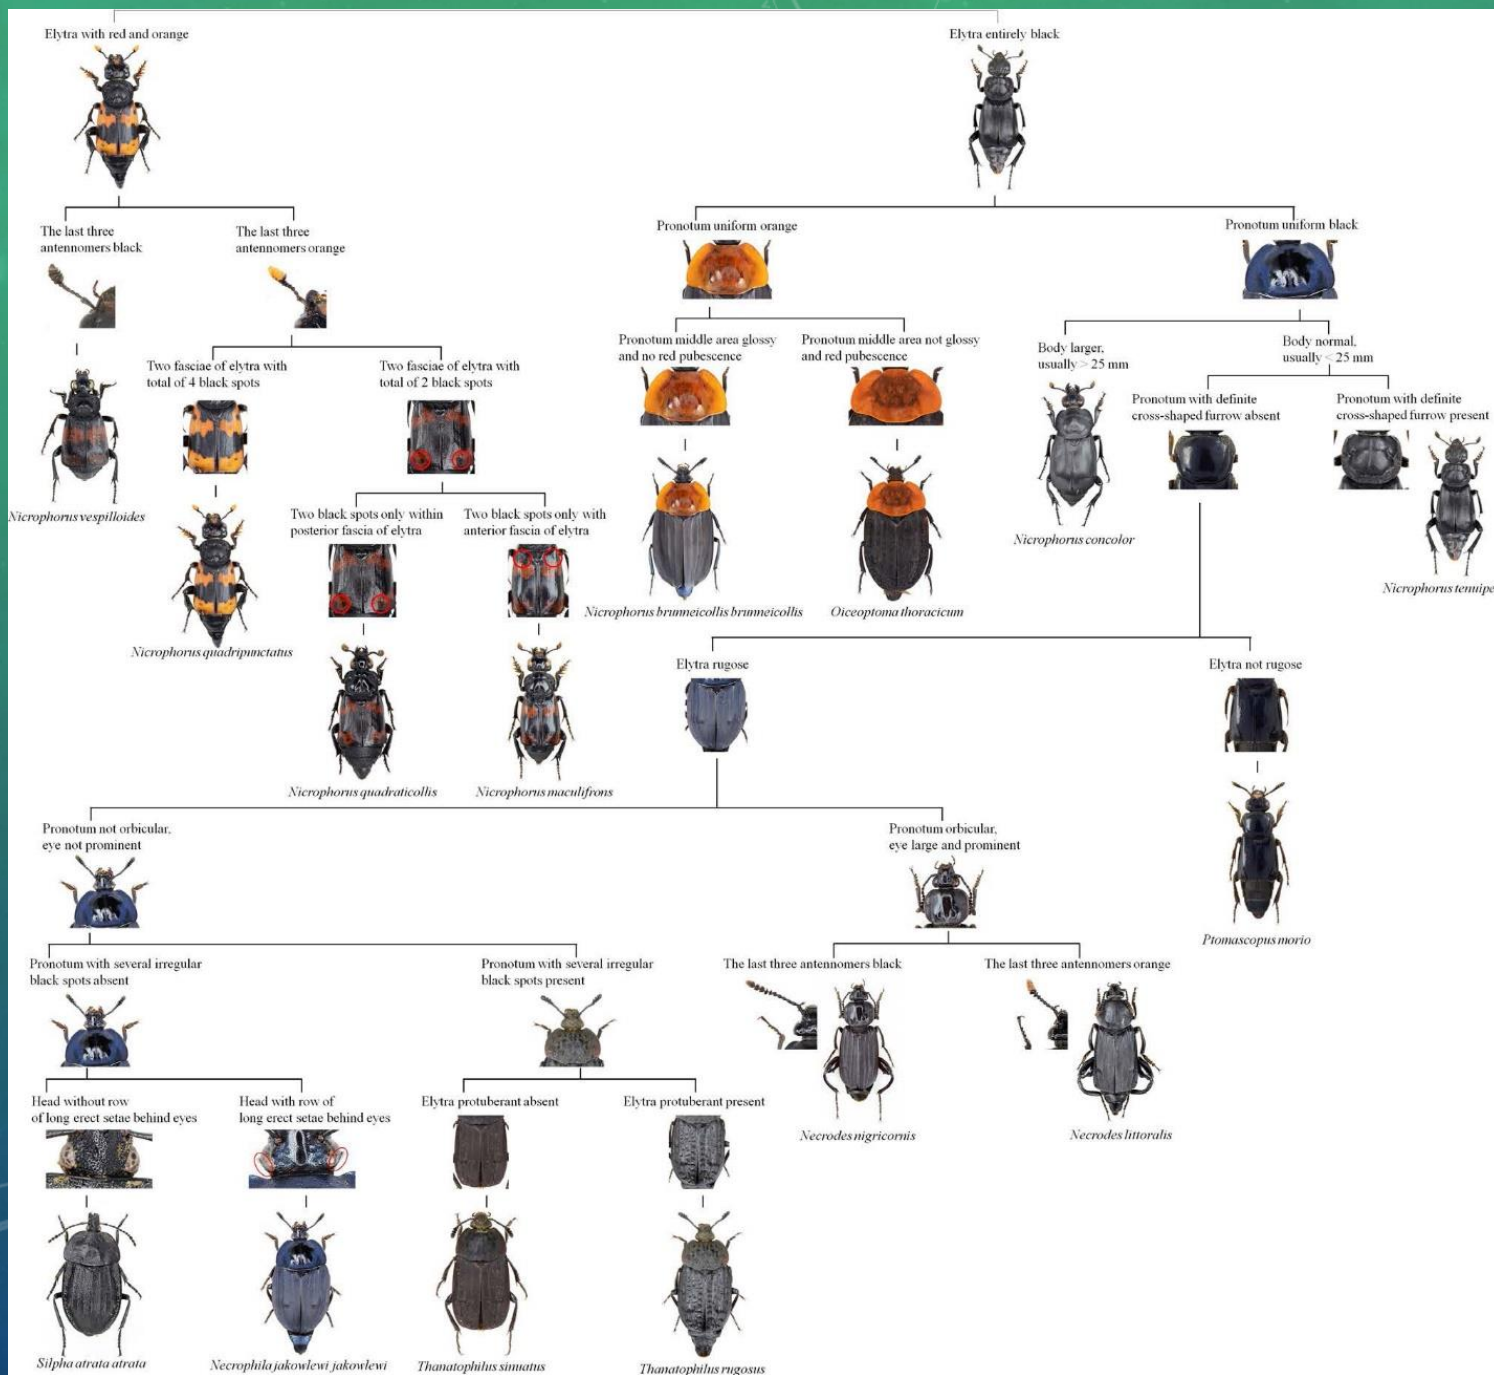 Elytra with red and orange
Elytra entirely black
The last three
antennomers black
The last three
antennomers orange
Pronotum uniform orange
Pronotum uniform black
Two fasciae of elytra with
total of 4 black spots
Two fasciae of elytra with
total of 2 black spots
Pronotum middle area glossy
and no red pubescence
Pronotum middle area not glossy
and red pubescence
Body larger,
usually > 25 mm
Body normal,
usually < 25 mm
Pronotum with definite
cross-shaped furrow absent
Pronotum with definite
cross-shaped furrow present
Nicrophorus vespilloides
Two black spots only within
posterior fascia of elytra
Two black spots only with
anterior fascia of elytra
Nicrophorus concolor
Nicrophorus tenuipe
Nicrophorus brunneicollis brunneicollis
Oiceoptoma thoracicum
Nicrophorus quadripunctatus
Elytra rugose
Elytra not rugose
Nicrophorus quadraticollis
Nicrophorus maculifrons
Pronotum not orbicular,
eye not prominent
Pronotum orbicular,
eye large and prominent
Ptomascopus morio
Pronotum with several irregular
black spots absent
Pronotum with several irregular
black spots present
The last three antennomers black
The last three antennomers orange
Head without row
of long erect setae behind eyes
Head with row of
long erect setae behind eyes
Elytra protuberant absent
Elytra protuberant present
Necrodes nigricornis
Necrodes littoralis
Silpha atrata atrata
Necrophila jakowlewi jakowlewi
Thanatophilus sinuatus
Thanatophilus rugosus